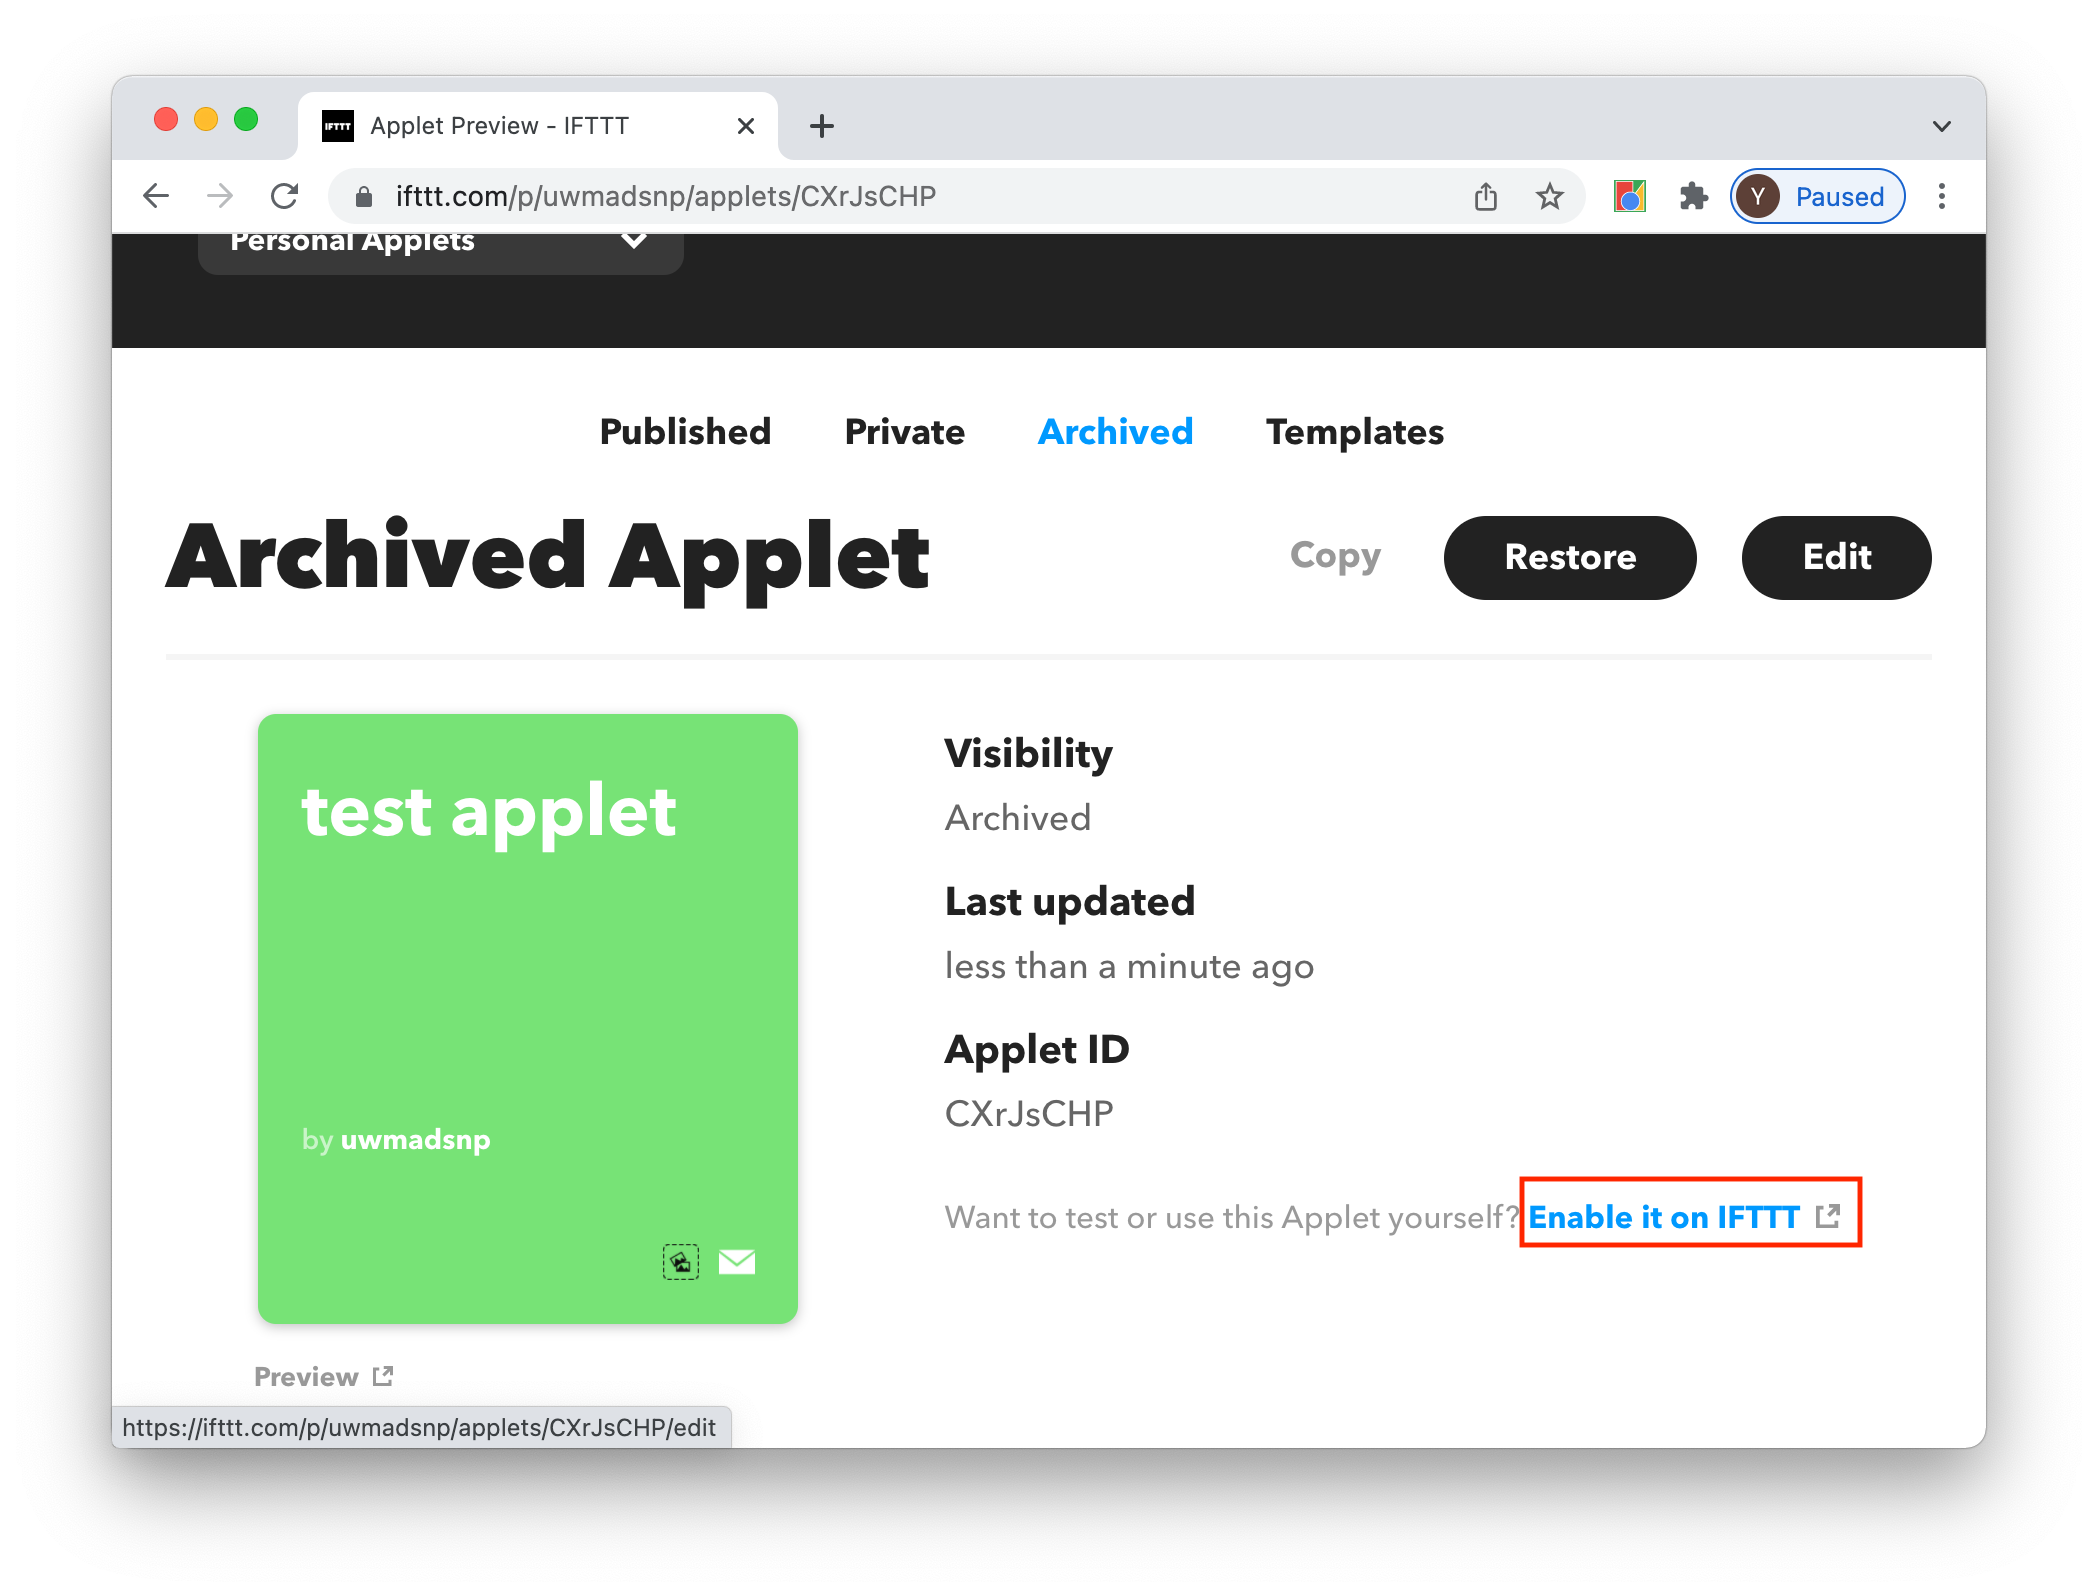 IFTTT
Applet Preview - IFTTT
ifttt.com/p/uwmadsnp/applets/CXrJsCHP
Y
Paused
Personal Applets
Published
Private
Archived
Templates
Archived Applet
Copy
Restore
Edit
test applet
by uwmadsnp
Visibility
Archived
Last updated
less than a minute ago
Applet ID
CXrJsCHP
Want to test or use this Applet yourself? Enable it on IFTTT
Preview
https://ifttt.com/p/uwmadsnp/applets/CXrJsCHP/edit